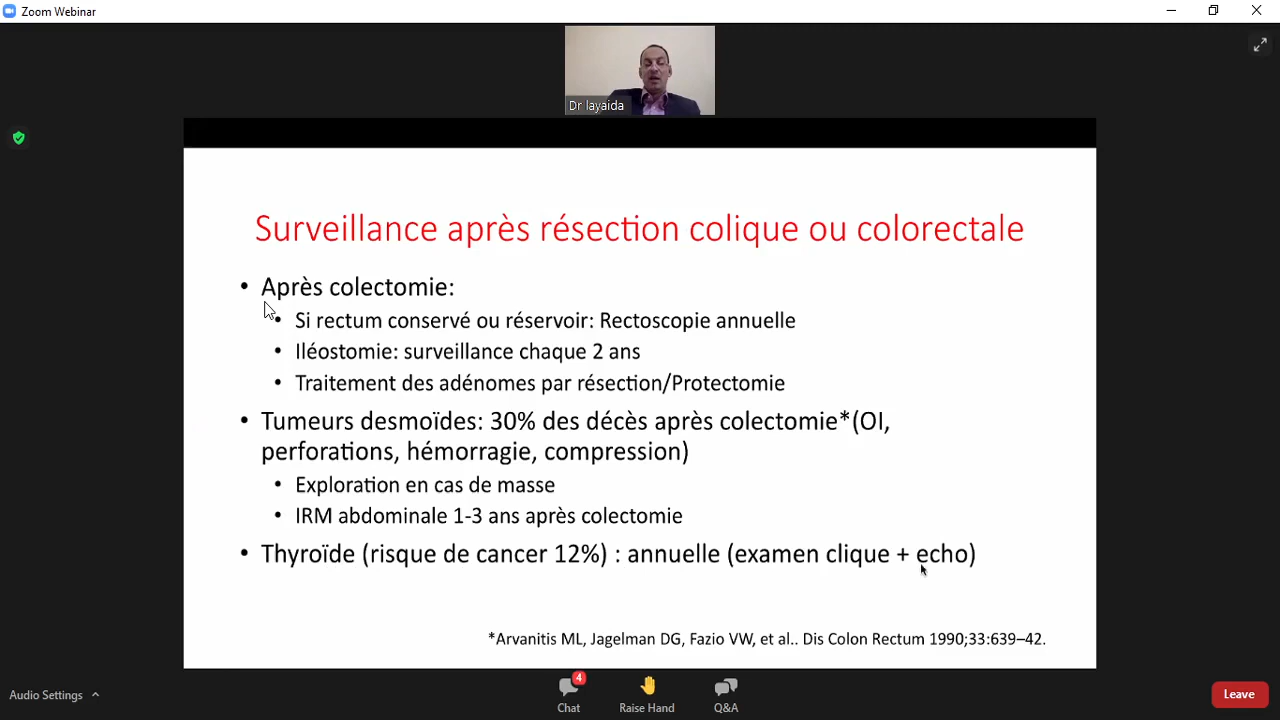 Zoom Webinar
Dr layaida
Surveillance après résection colique ou colorectale
• Après colectomie:
• Si rectum conservé ou réservoir: Rectoscopie annuelle
• Iléostomie: surveillance chaque 2 ans
• Traitement des adénomes par résection/Protectomie
• Tumeurs desmoïdes: 30% des décès après colectomie*(OI,
perforations, hémorragie, compression)
• Exploration en cas de masse
• IRM abdominale 1-3 ans après colectomie
• Thyroïde (risque de cancer 12%) : annuelle (examen clique + echo)
*Arvanitis ML, Jagelman DG, Fazio VW, et al.. Dis Colon Rectum 1990;33:639–42.
Audio Settings
4
Chat
Raise Hand
Q&A
Leave